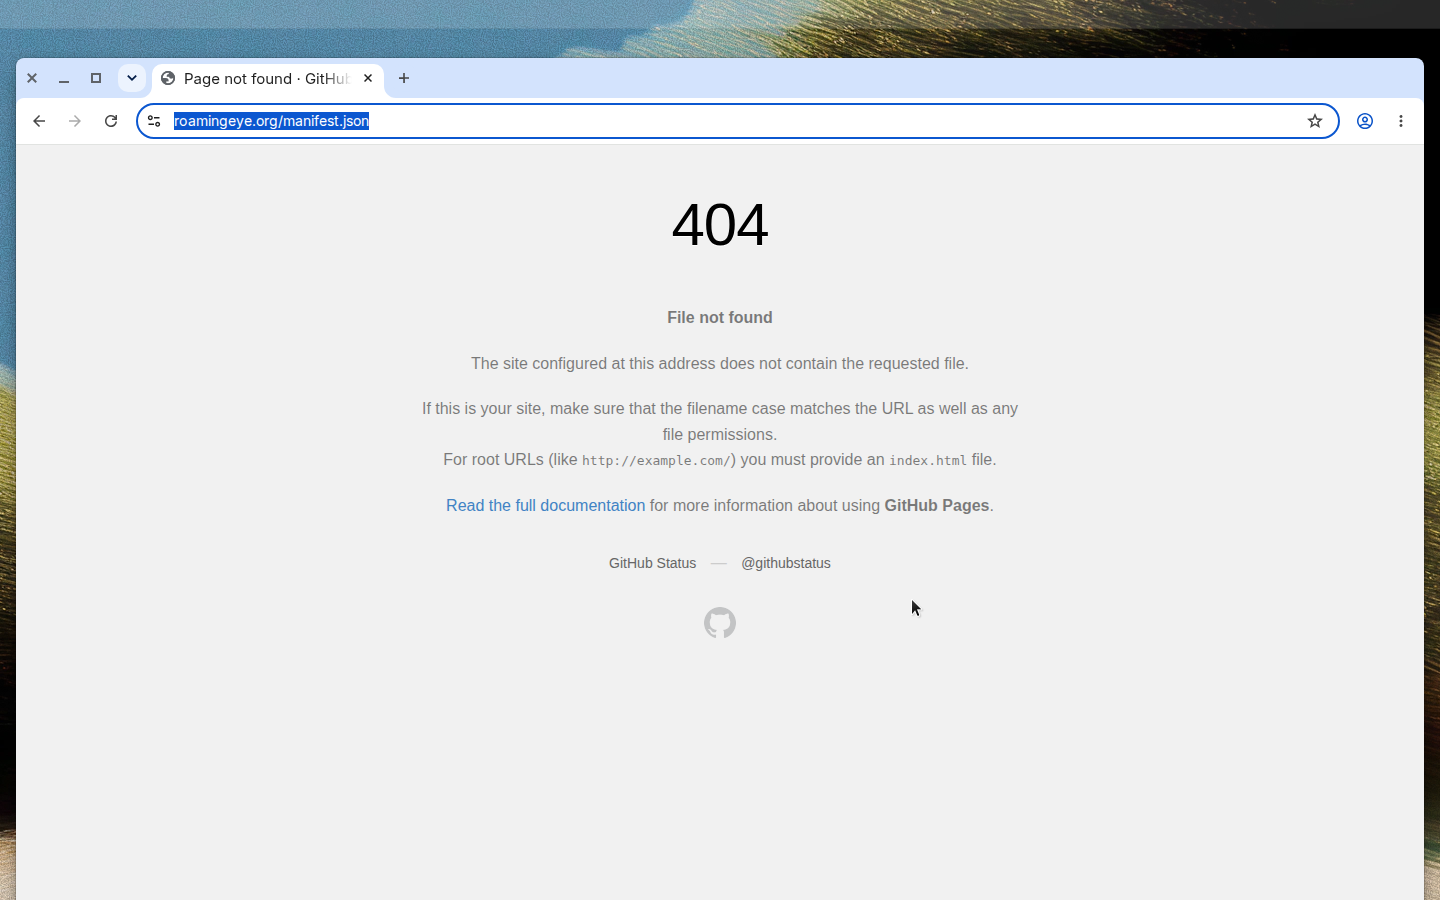 Page not found · GitHub
roamingeye.org/manifest.json
404
File not found
The site configured at this address does not contain the requested file.
If this is your site, make sure that the filename case matches the URL as well as any
file permissions.
For root URLs (like http://example.com/) you must provide an index.html file.
Read the full documentation for more information about using GitHub Pages.
GitHub Status — @githubstatus